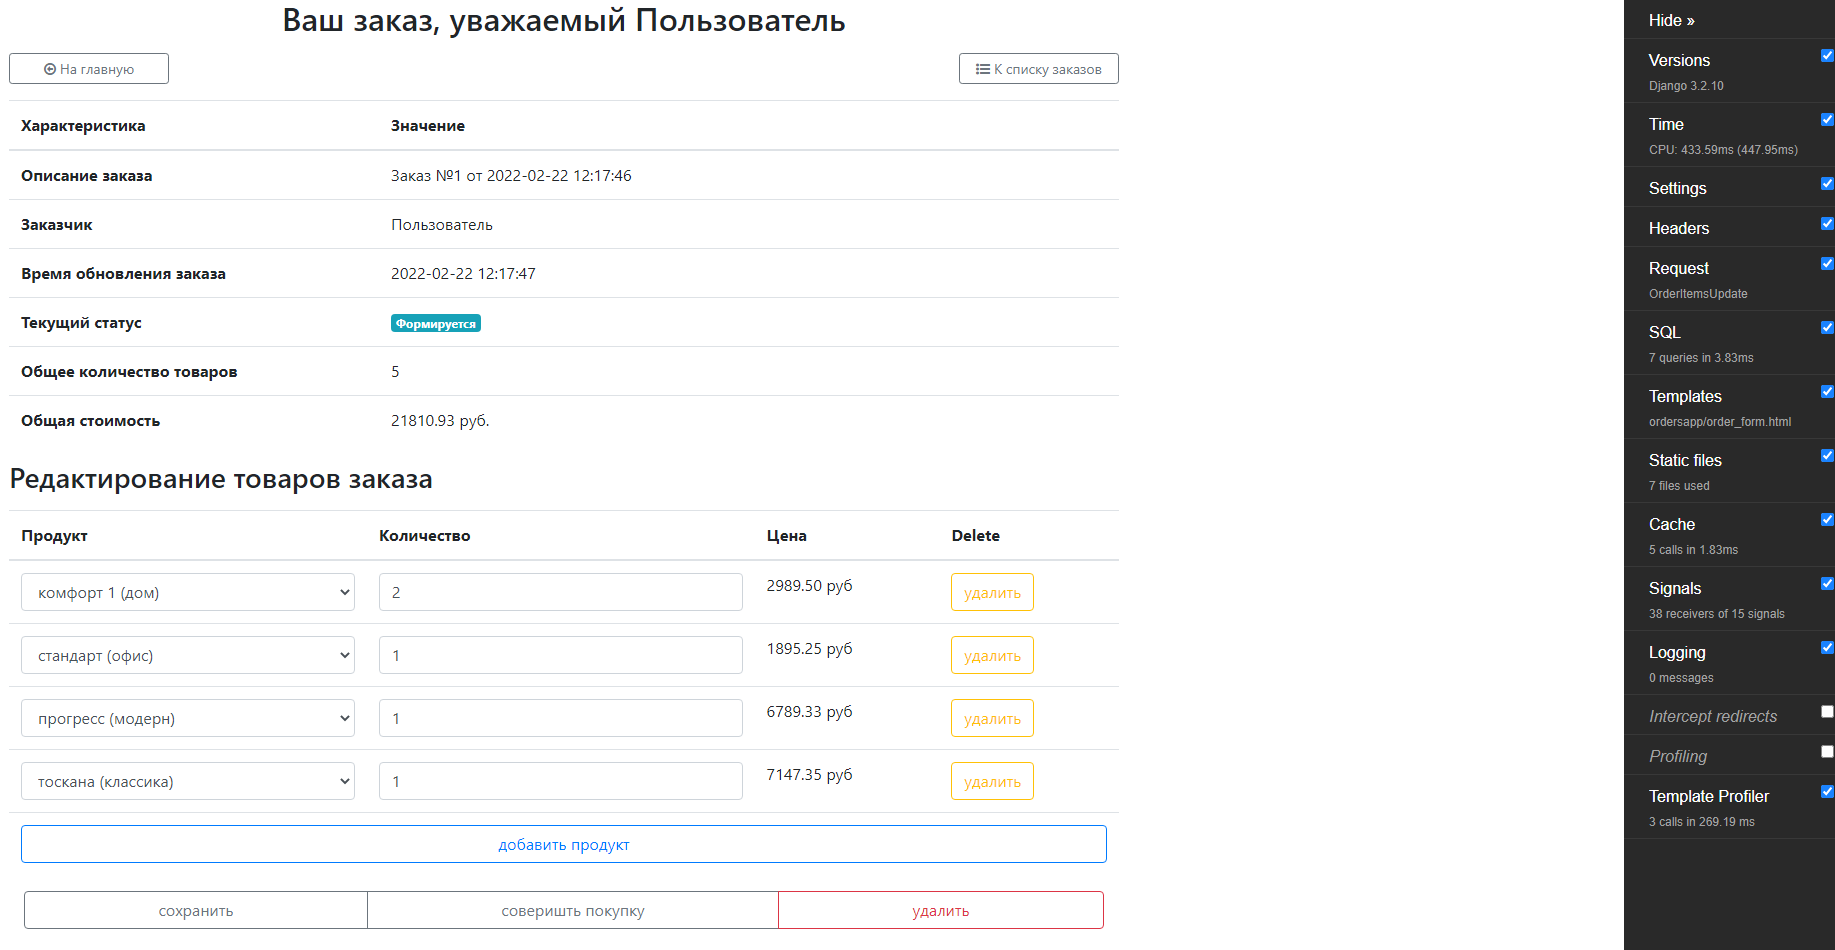 Ваш заказ, уважаемый Пользователь
На главную
К списку заказов
Характеристика Значение
Описание заказа Заказ №1 от 2022-02-22 12:17:46
Заказчик Пользователь
Время обновления заказа 2022-02-22 12:17:47
Текущий статус Формируется
Общее количество товаров 5
Общая стоимость 21810.93 руб.
Редактирование товаров заказа
Продукт Количество Цена Delete
комфорт 1 (дом) 2 2989.50 руб удалить
стандарт (офис) 1 1895.25 руб удалить
прогресс (модерн) 1 6789.33 руб удалить
тоскана (классика) 1 7147.35 руб удалить
добавить продукт
сохранить соверишть покупку удалить
Hide »
Versions
Django 3.2.10
Time
CPU: 433.59ms (447.95ms)
Settings
Headers
Request
OrderItemsUpdate
SQL
7 queries in 3.83ms
Templates
ordersapp/order_form.html
Static files
7 files used
Cache
5 calls in 1.83ms
Signals
38 receivers of 15 signals
Logging
0 messages
Intercept redirects
Profiling
Template Profiler
3 calls in 269.19 ms